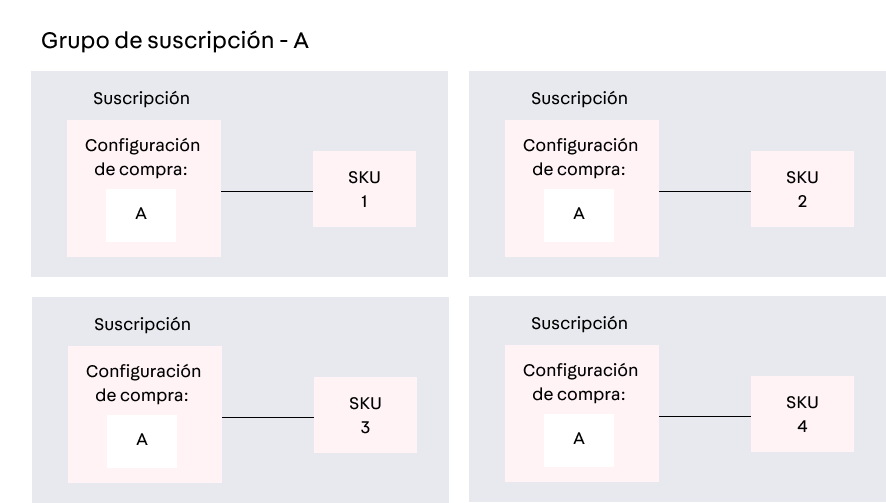 Grupo de suscripción - A
Suscripción
Configuración
de compra:
A
SKU
1
Suscripción
Configuración
de compra:
A
SKU
2
Suscripción
Configuración
de compra:
A
SKU
3
Suscripción
Configuración
de compra:
A
SKU
4